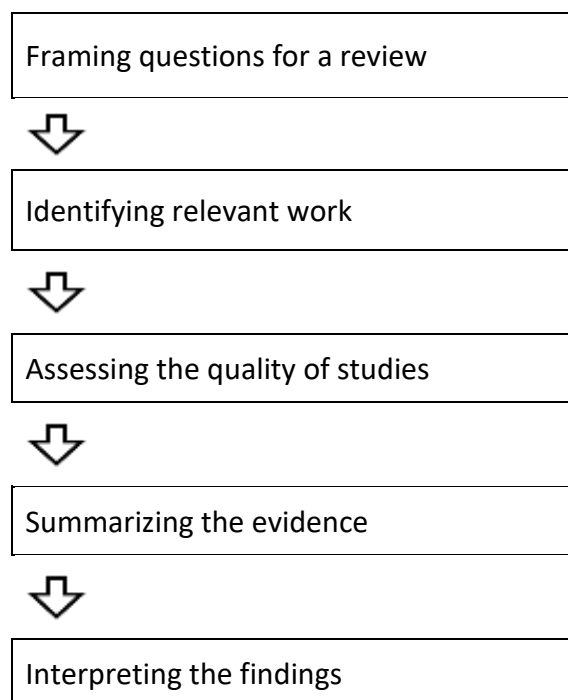 Framing questions for a review
Identifying relevant work
Assessing the quality of studies
Summarizing the evidence
Interpreting the findings